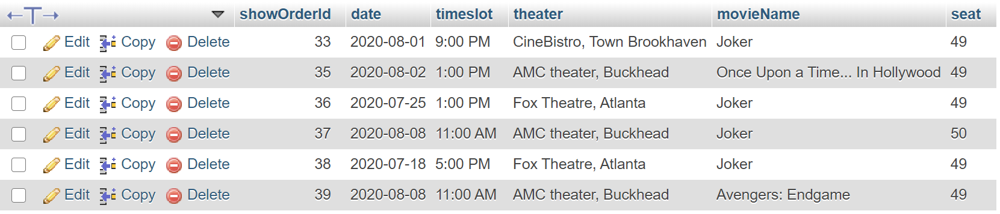 showOrderId date timeslot theater movieName seat
Edit Copy Delete 33 2020-08-01 9:00 PM CineBistro, Town Brookhaven Joker 49
Edit Copy Delete 35 2020-08-02 1:00 PM AMC theater, Buckhead Once Upon a Time... In Hollywood 49
Edit Copy Delete 36 2020-07-25 1:00 PM Fox Theatre, Atlanta Joker 49
Edit Copy Delete 37 2020-08-08 11:00 AM AMC theater, Buckhead Joker 50
Edit Copy Delete 38 2020-07-18 5:00 PM Fox Theatre, Atlanta Joker 49
Edit Copy Delete 39 2020-08-08 11:00 AM AMC theater, Buckhead Avengers: Endgame 49